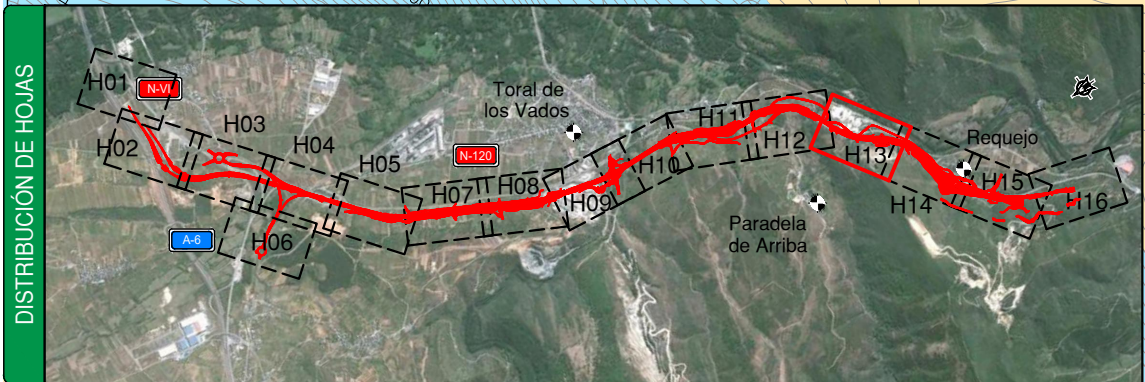 DISTRIBUCIÓN DE HOJAS
H01
N-VI
H02
H03
H04
H05
H06
A-6
N-120
Toral de
los Vados
H07
H08
H09
H10
H11
H12
H13
Paradela
de Arriba
Requejo
H14
H15
H16